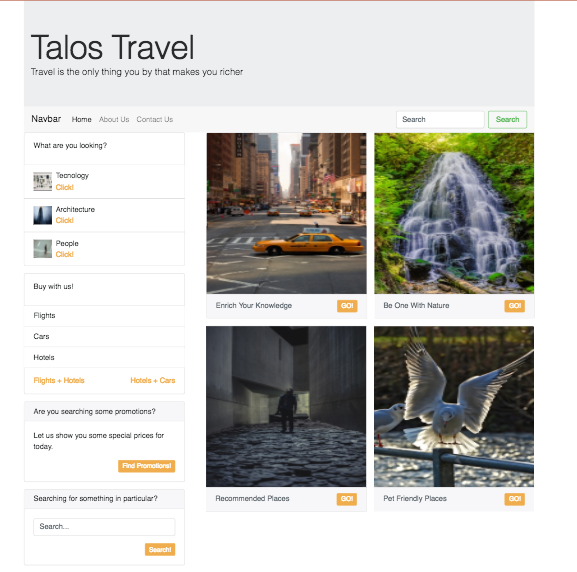 Talos Travel
Travel is the only thing you by that makes you richer
Navbar Home About Us Contact Us Search Search
What are you looking?
Tecnology
Click!
Architecture
Click!
People
Click!
Buy with us!
Flights
Cars
Hotels
Flights + Hotels Hotels + Cars
Are you searching some promotions?
Let us show you some special prices for
today.
Find Promotions!
Searching for something in particular?
Search...
Search!
Enrich Your Knowledge GO!
Be One With Nature GO!
Recommended Places GO!
Pet Friendly Places GO!